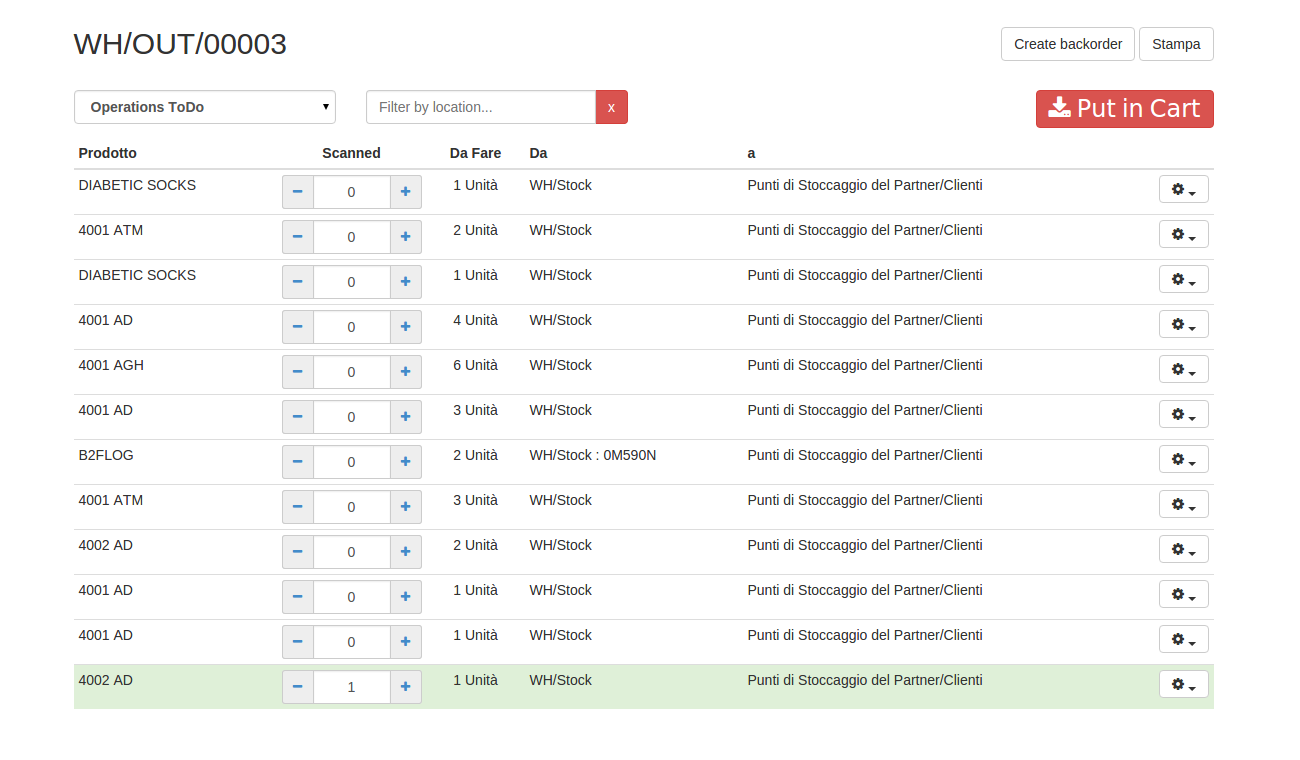 WH/OUT/00003
Create backorder Stampa
Operations ToDo Filter by location... x Put in Cart
Prodotto Scanned Da Fare Da a
DIABETIC SOCKS 0 1 Unità WH/Stock Punti di Stoccaggio del Partner/Clienti
4001 ATM 0 2 Unità WH/Stock Punti di Stoccaggio del Partner/Clienti
DIABETIC SOCKS 0 1 Unità WH/Stock Punti di Stoccaggio del Partner/Clienti
4001 AD 0 4 Unità WH/Stock Punti di Stoccaggio del Partner/Clienti
4001 AGH 0 6 Unità WH/Stock Punti di Stoccaggio del Partner/Clienti
4001 AD 0 3 Unità WH/Stock Punti di Stoccaggio del Partner/Clienti
B2FLOG 0 2 Unità WH/Stock : 0M590N Punti di Stoccaggio del Partner/Clienti
4001 ATM 0 3 Unità WH/Stock Punti di Stoccaggio del Partner/Clienti
4002 AD 0 2 Unità WH/Stock Punti di Stoccaggio del Partner/Clienti
4001 AD 0 1 Unità WH/Stock Punti di Stoccaggio del Partner/Clienti
4001 AD 0 1 Unità WH/Stock Punti di Stoccaggio del Partner/Clienti
4002 AD 1 1 Unità WH/Stock Punti di Stoccaggio del Partner/Clienti